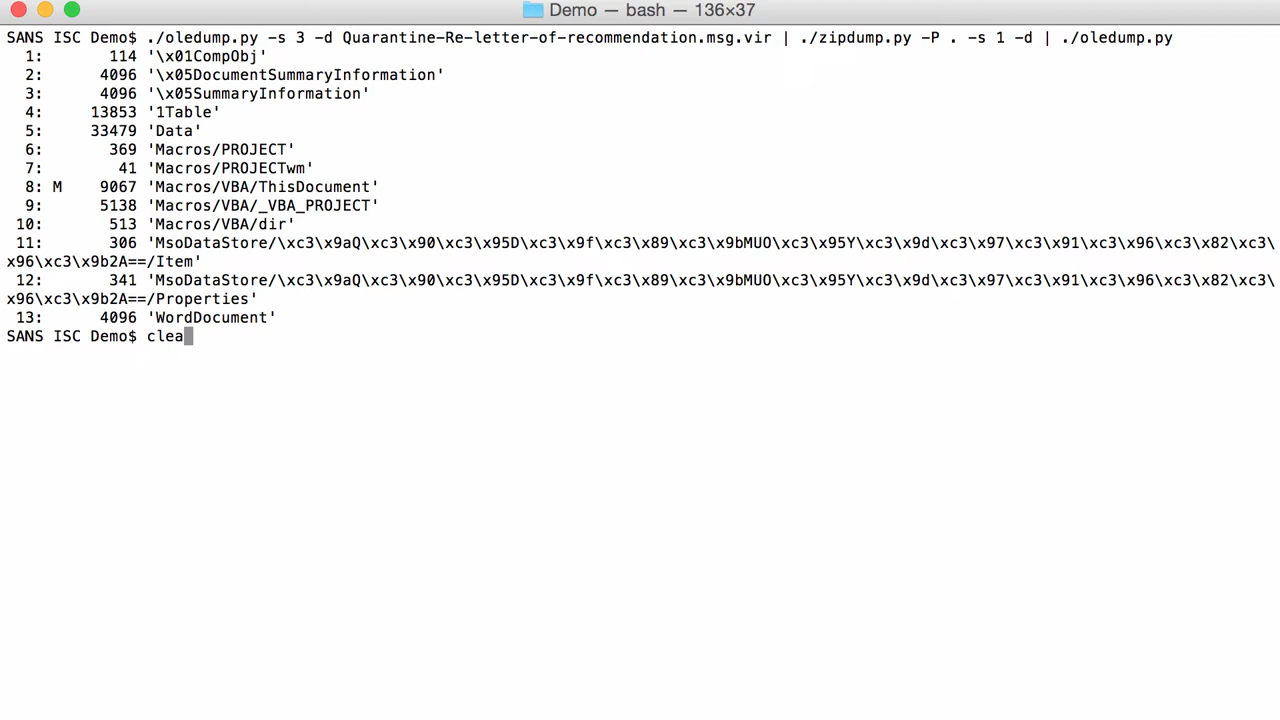 Demo — bash — 136×37
SANS ISC Demo$ ./oledump.py -s 3 -d Quarantine-Re-letter-of-recommendation.msg.vir | ./zipdump.py -P . -s 1 -d | ./oledump.py
1: 114 '\x01CompObj'
2: 4096 '\x05DocumentSummaryInformation'
3: 4096 '\x05SummaryInformation'
4: 13853 '1Table'
5: 33479 'Data'
6: 369 'Macros/PROJECT'
7: 41 'Macros/PROJECTwm'
8: M 9067 'Macros/VBA/ThisDocument'
9: 5138 'Macros/VBA/_VBA_PROJECT'
10: 513 'Macros/VBA/dir'
11: 306 'MsoDataStore/\xc3\x9aQ\xc3\x90\xc3\x95D\xc3\x9f\xc3\x89\xc3\x9bMUO\xc3\x95Y\xc3\x9d\xc3\x97\xc3\x91\xc3\x96\xc3\x82\xc3\
x96\xc3\x9b2A==/Item'
12: 341 'MsoDataStore/\xc3\x9aQ\xc3\x90\xc3\x95D\xc3\x9f\xc3\x89\xc3\x9bMUO\xc3\x95Y\xc3\x9d\xc3\x97\xc3\x91\xc3\x96\xc3\x82\xc3\
x96\xc3\x9b2A==/Properties'
13: 4096 'WordDocument'
SANS ISC Demo$ clea